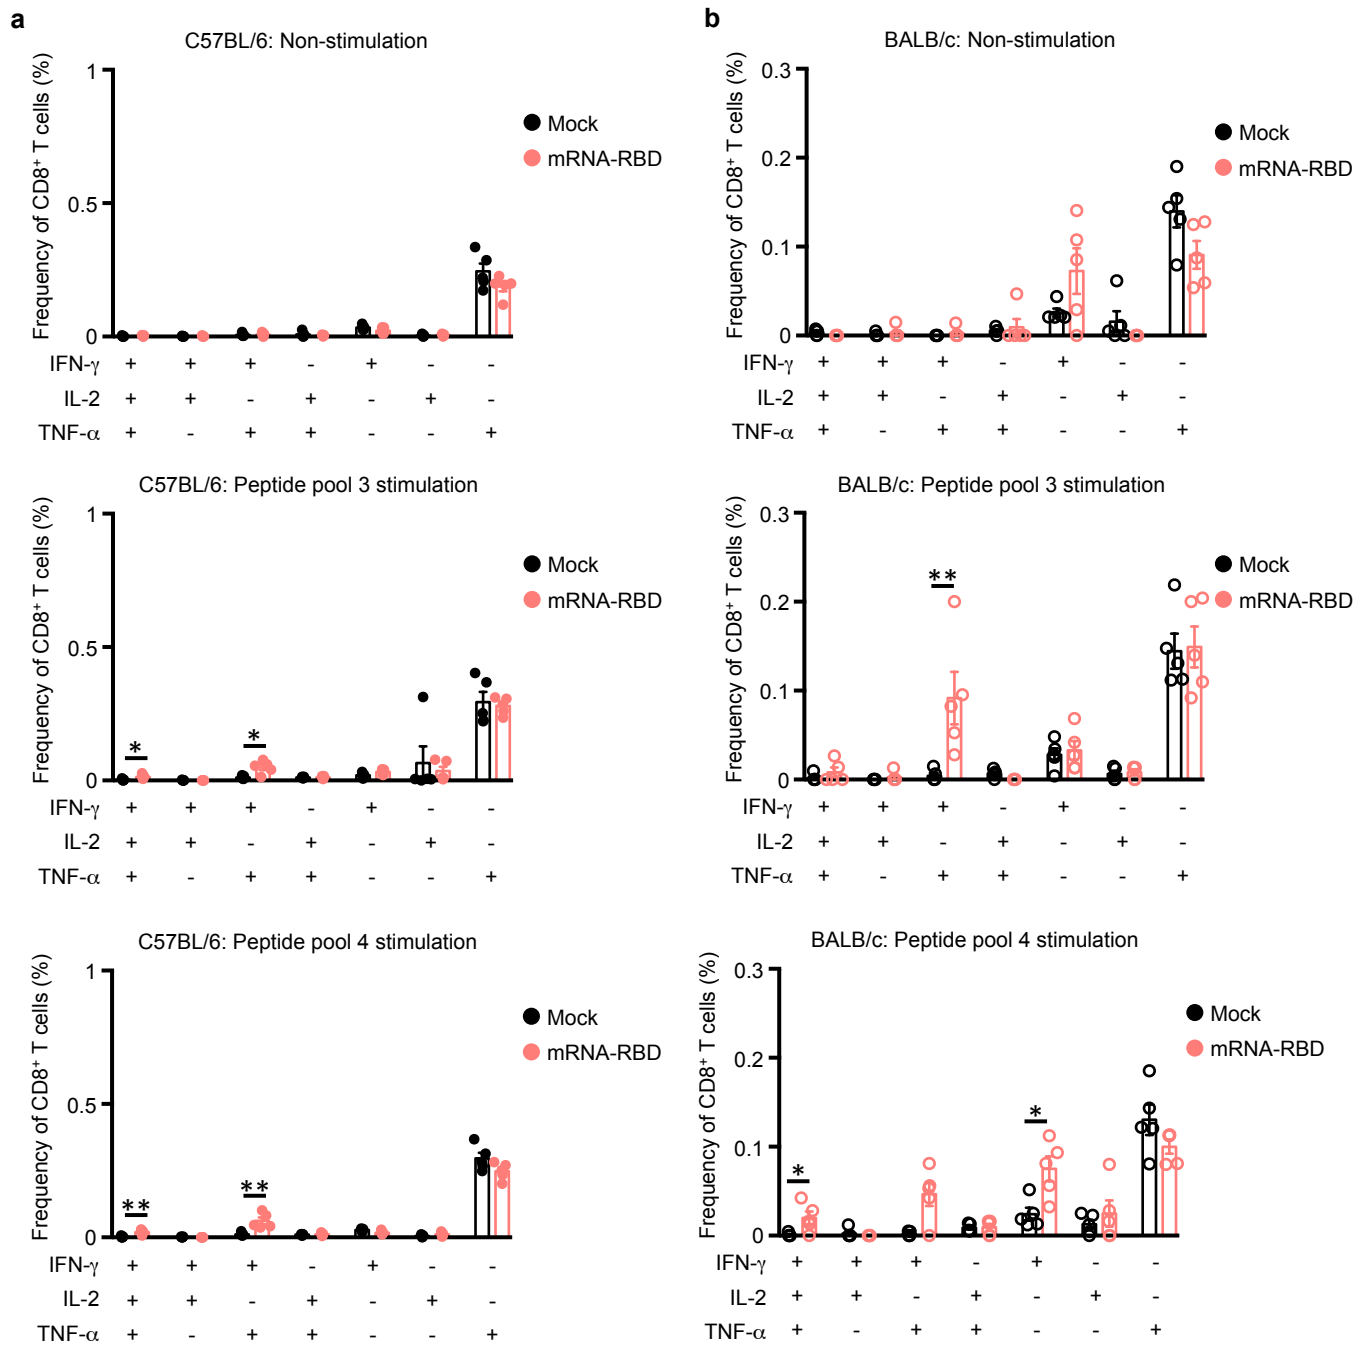 a
C57BL/6: Non-stimulation
Frequency of CD8⁺ T cells (%)
1
0.5
0
Mock
mRNA-RBD
IFN-γ + + + - + - -
IL-2 + + - + - + -
TNF-α + - + + - - +
C57BL/6: Peptide pool 3 stimulation
Frequency of CD8⁺ T cells (%)
1
0.5
0
* *
Mock
mRNA-RBD
IFN-γ + + + - + - -
IL-2 + + - + - + -
TNF-α + - + + - - +
C57BL/6: Peptide pool 4 stimulation
Frequency of CD8⁺ T cells (%)
1
0.5
0
** **
Mock
mRNA-RBD
IFN-γ + + + - + - -
IL-2 + + - + - + -
TNF-α + - + + - - +
b
BALB/c: Non-stimulation
Frequency of CD8⁺ T cells (%)
0.3
0.2
0.1
0
Mock
mRNA-RBD
IFN-γ + + + - + - -
IL-2 + + - + - + -
TNF-α + - + + - - +
BALB/c: Peptide pool 3 stimulation
Frequency of CD8⁺ T cells (%)
0.3
0.2
0.1
0
**
Mock
mRNA-RBD
IFN-γ + + + - + - -
IL-2 + + - + - + -
TNF-α + - + + - - +
BALB/c: Peptide pool 4 stimulation
Frequency of CD8⁺ T cells (%)
0.3
0.2
0.1
0
* *
Mock
mRNA-RBD
IFN-γ + + + - + - -
IL-2 + + - + - + -
TNF-α + - + + - - +